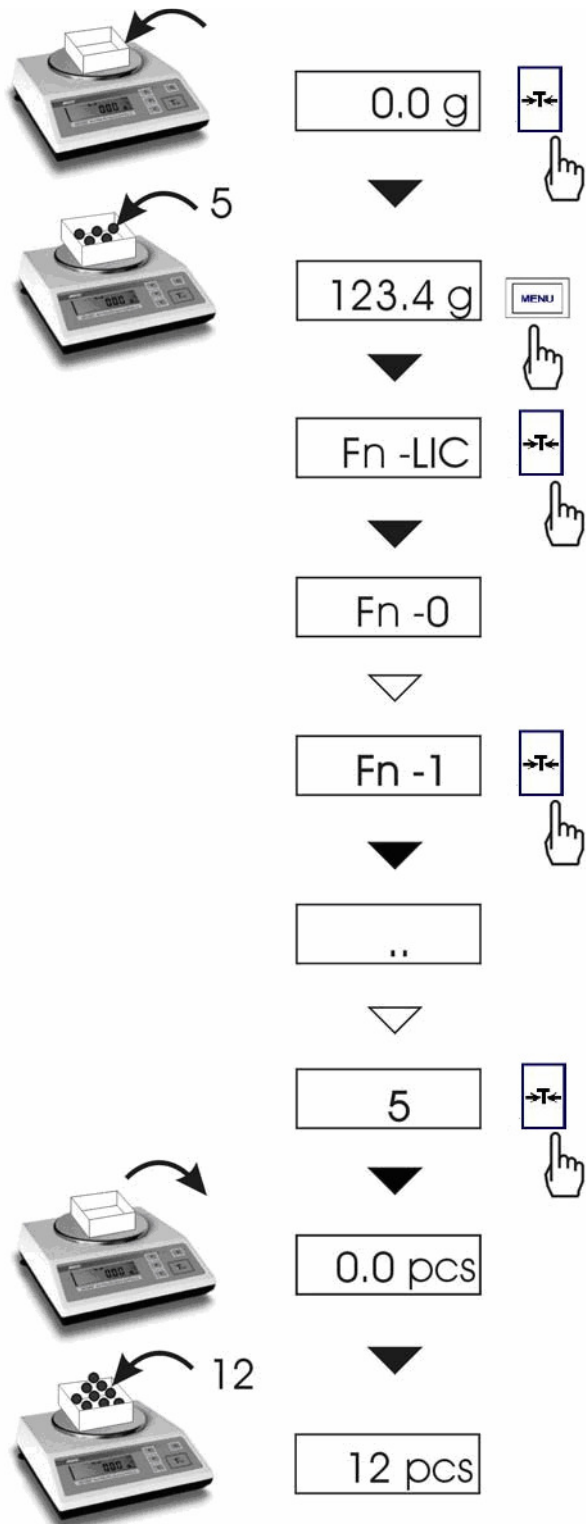 0.0 g
→T←
5
123.4 g
MENU
Fn -LIC
→T←
Fn -0
Fn -1
→T←
..
5
→T←
0.0 pcs
12
12 pcs